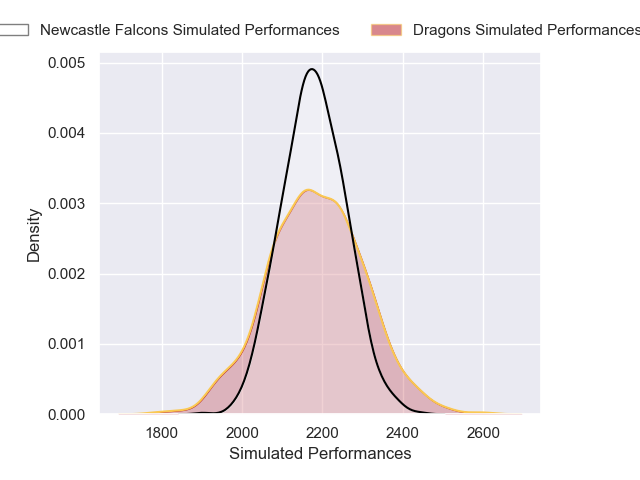 Newcastle Falcons Simulated Performances Dragons Simulated Performances
0.005
0.004
0.003
0.002
0.001
0.000
Density
1800 2000 2200 2400 2600
Simulated Performances